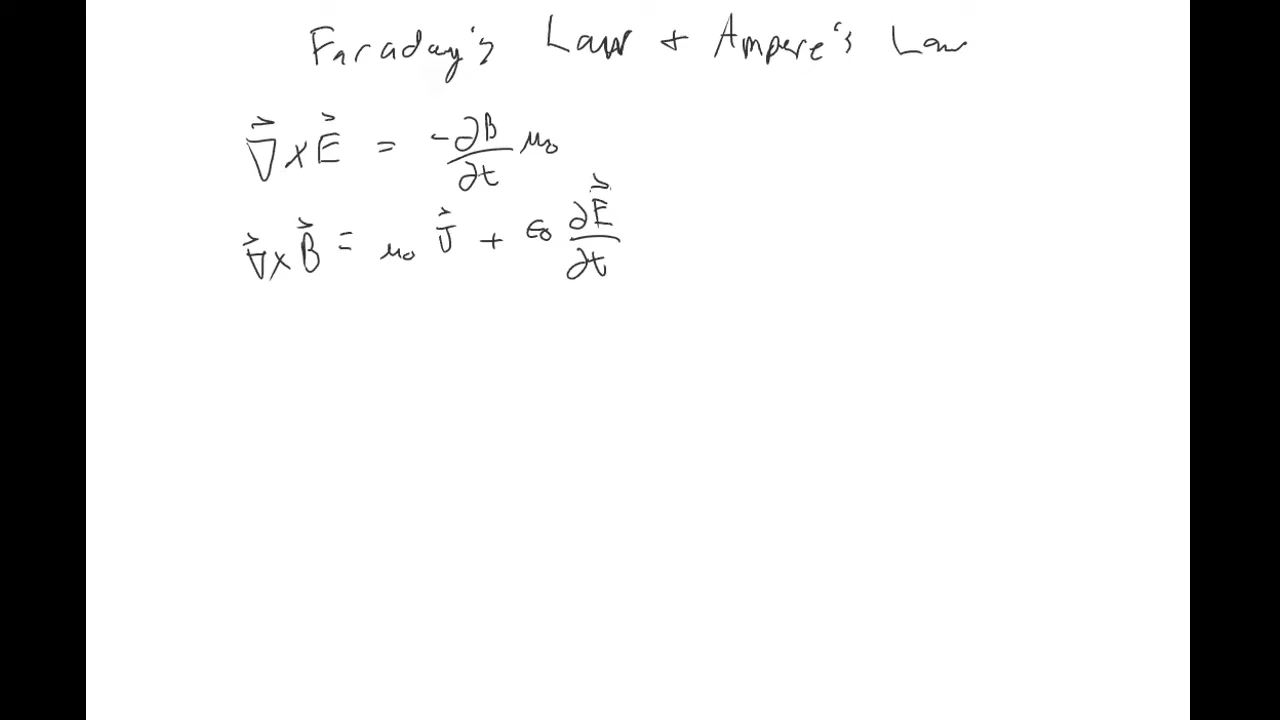 Faraday's Law + Ampere's Law
∇⃗ × E⃗ = -∂B/∂t μ₀
∇⃗ × B⃗ = μ₀ J⃗ + ε₀ ∂E⃗/∂t